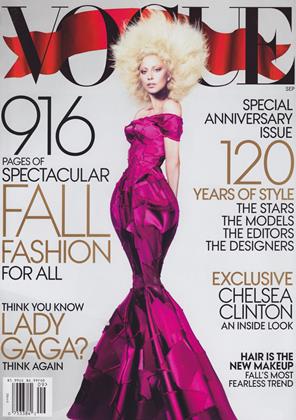 VOGUE
SEP
916
PAGES OF
SPECTACULAR
FALL
FASHION
FOR ALL
THINK YOU KNOW
LADY
GAGA?
THINK AGAIN
SPECIAL
ANNIVERSARY
ISSUE
120
YEARS OF STYLE
THE STARS
THE MODELS
THE EDITORS
THE DESIGNERS
EXCLUSIVE
CHELSEA
CLINTON
AN INSIDE LOOK
HAIR IS THE
NEW MAKEUP
FALL'S MOST
FEARLESS TREND